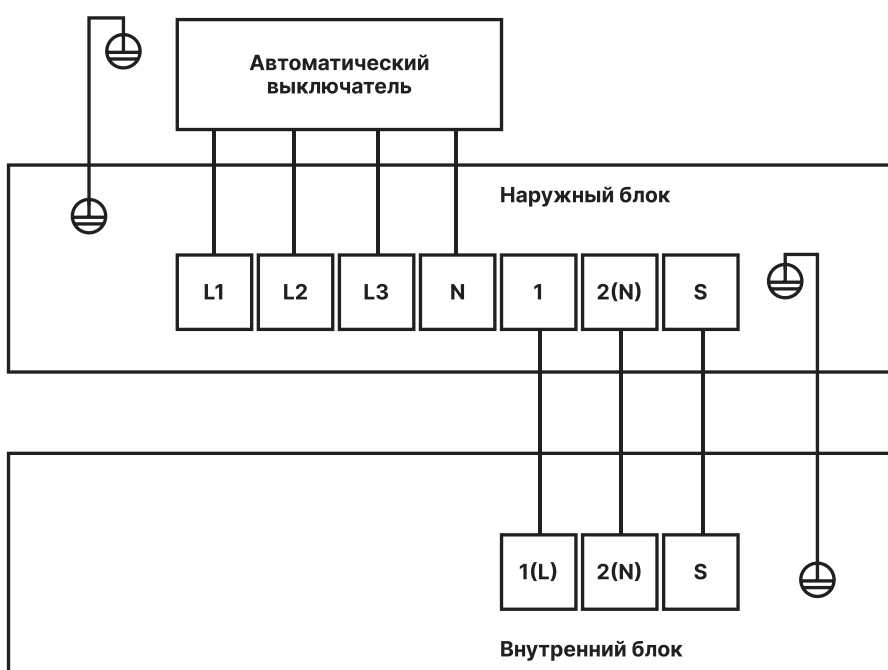 Автоматический
выключатель
Наружный блок
L1 L2 L3 N 1 2(N) S
1(L) 2(N) S
Внутренний блок